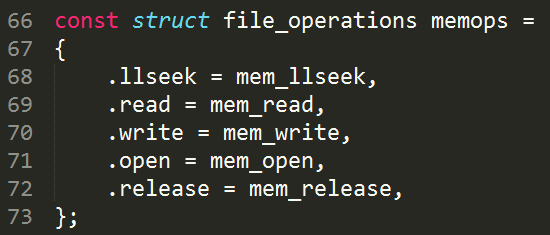 66 const struct file_operations memops =
67 {
68     .llseek = mem_llseek,
69     .read = mem_read,
70     .write = mem_write,
71     .open = mem_open,
72     .release = mem_release,
73 };